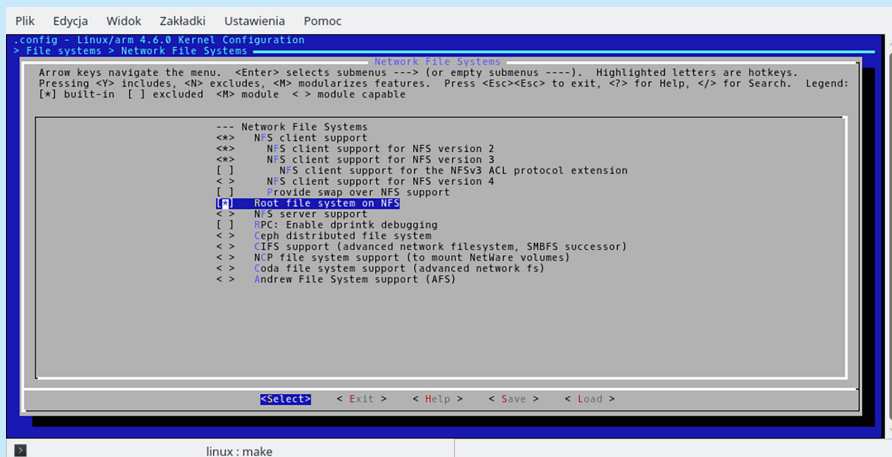 Plik Edycja Widok Zakładki Ustawienia Pomoc
.config - Linux/arm 4.6.0 Kernel Configuration
> File systems > Network File Systems
Network File Systems
Arrow keys navigate the menu. <Enter> selects submenus ---> (or empty submenus ----). Highlighted letters are hotkeys.
Pressing <Y> includes, <N> excludes, <M> modularizes features. Press <Esc><Esc> to exit, <?> for Help, </> for Search. Legend:
[*] built-in [ ] excluded <M> module < > module capable
--- Network File Systems
<*> NFS client support
<*> NFS client support for NFS version 2
<*> NFS client support for NFS version 3
[ ] NFS client support for the NFSv3 ACL protocol extension
< > NFS client support for NFS version 4
[ ] Provide swap over NFS support
[*] Root file system on NFS
< > NFS server support
[ ] RPC: Enable dprintk debugging
< > Ceph distributed file system
< > CIFS support (advanced network filesystem, SMBFS successor)
< > NCP file system support (to mount NetWare volumes)
< > Coda file system support (advanced network fs)
< > Andrew File System support (AFS)
<Select> < Exit > < Help > < Save > < Load >
linux : make